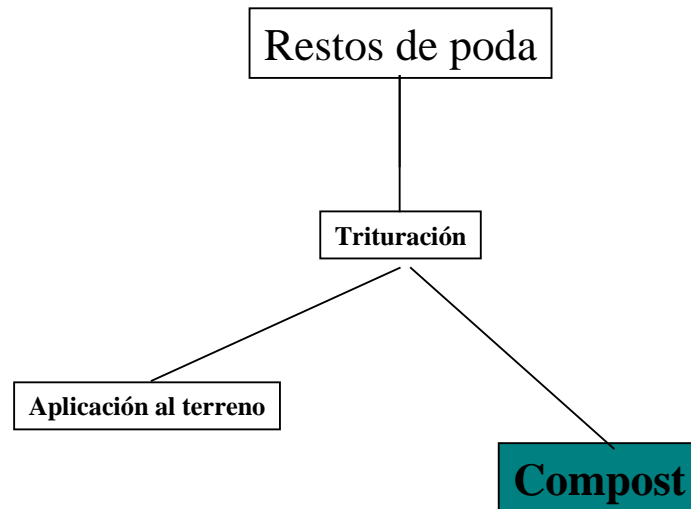 Restos de poda
Trituración
Aplicación al terreno
Compost